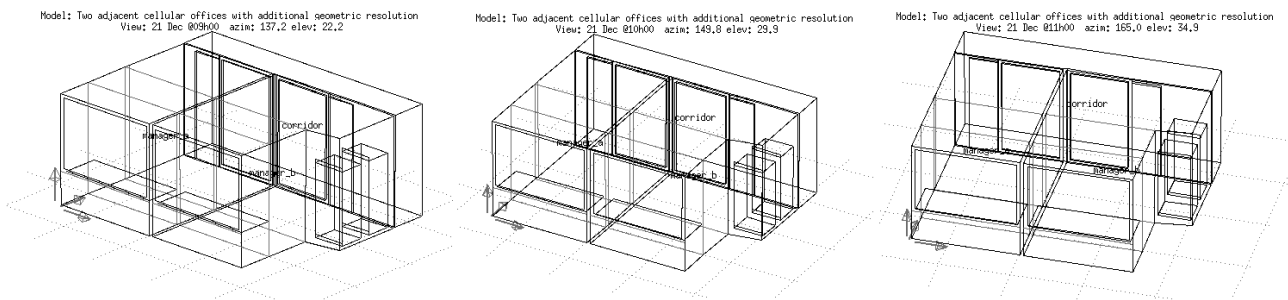 Model: Two adjacent cellular offices with additional geometric resolution
View: 21 Dec @09h00 azim: 137.2 elev: 22.2
manager_a
corridor
manager_b
Model: Two adjacent cellular offices with additional geometric resolution
View: 21 Dec @10h00 azim: 149.8 elev: 29.9
corridor
manager_a
manager_b
Model: Two adjacent cellular offices with additional geometric resolution
View: 21 Dec @11h00 azim: 165.0 elev: 34.9
corridor
manager_a
manager_b